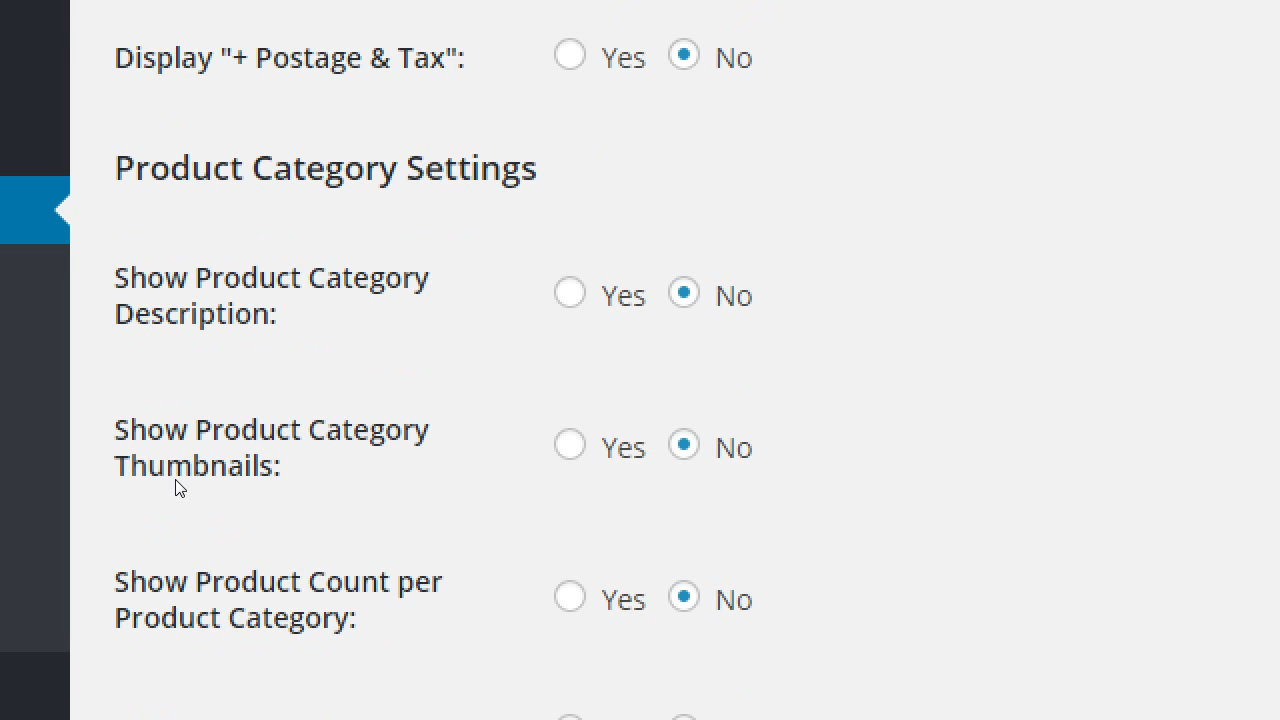 Display "+ Postage & Tax": Yes No
Product Category Settings
Show Product Category
Description: Yes No
Show Product Category
Thumbnails: Yes No
Show Product Count per
Product Category: Yes No